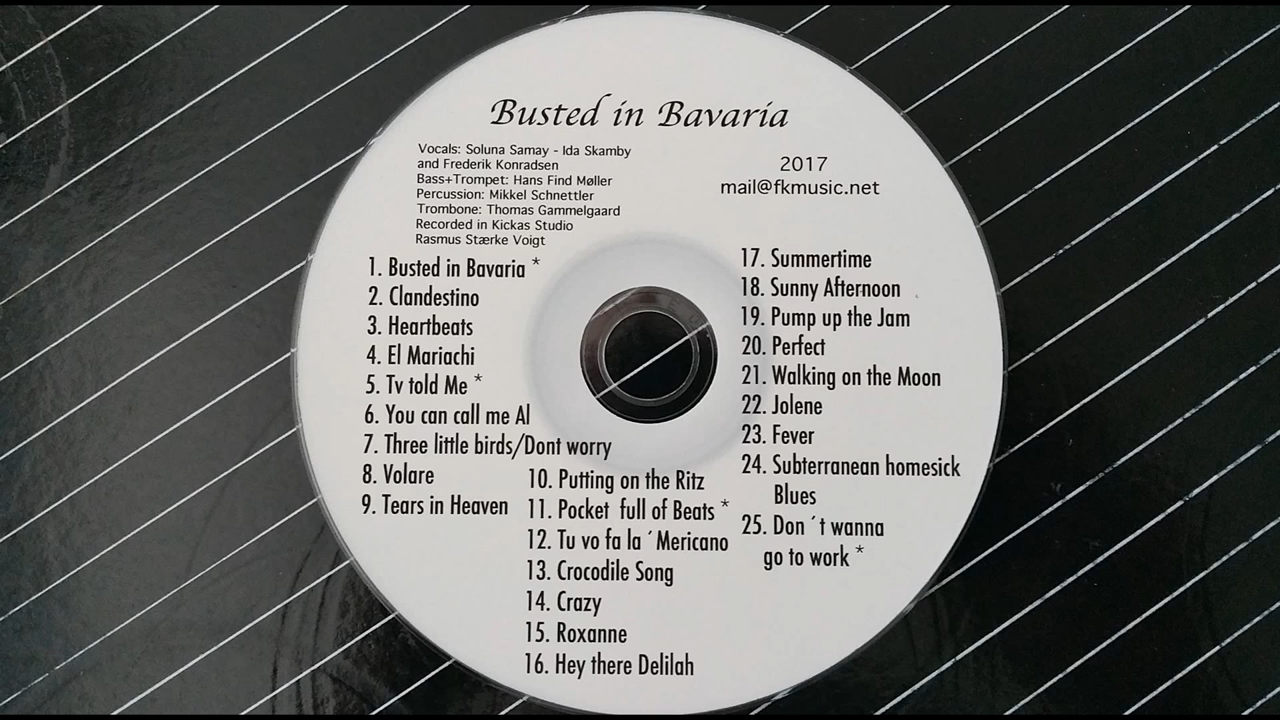 Busted in Bavaria
Vocals: Soluna Samay - Ida Skamby
and Frederik Konradsen
Bass+Trompet: Hans Find Møller
Percussion: Mikkel Schnettler
Trombone: Thomas Gammelgaard
Recorded in Kickas Studio
Rasmus Stærke Voigt
2017
mail@fkmusic.net
1. Busted in Bavaria *
2. Clandestino
3. Heartbeats
4. El Mariachi
5. Tv told Me *
6. You can call me Al
7. Three little birds/Dont worry
8. Volare
9. Tears in Heaven
10. Putting on the Ritz
11. Pocket full of Beats *
12. Tu vo fa la ´Mericano
13. Crocodile Song
14. Crazy
15. Roxanne
16. Hey there Delilah
17. Summertime
18. Sunny Afternoon
19. Pump up the Jam
20. Perfect
21. Walking on the Moon
22. Jolene
23. Fever
24. Subterranean homesick
Blues
25. Don ´t wanna
go to work *